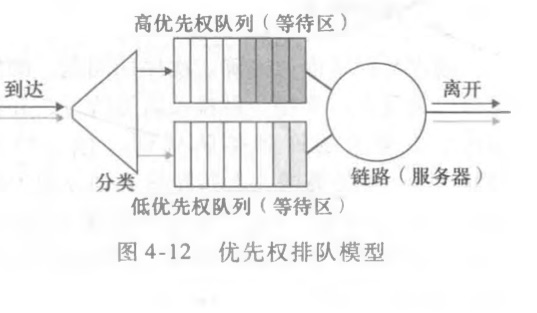 高优先权队列（等待区）
到达
离开
分类
链路（服务器）
低优先权队列（等待区）
图 4-12 优先权排队模型